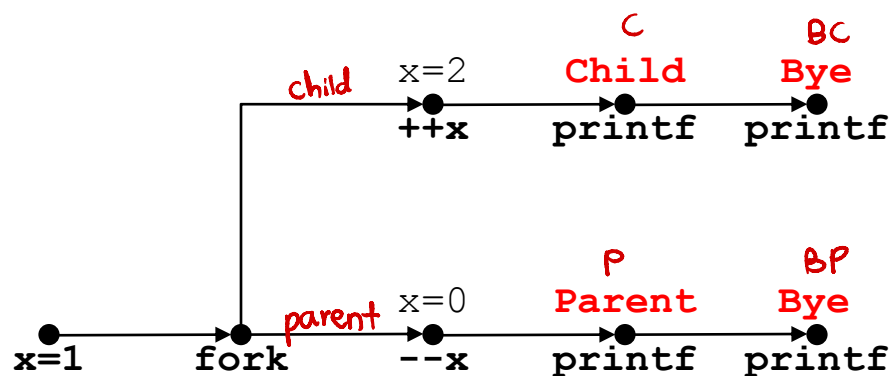 C BC
x=2 Child Bye
child
++x printf printf
P BP
x=0 Parent Bye
parent
x=1 fork --x printf printf